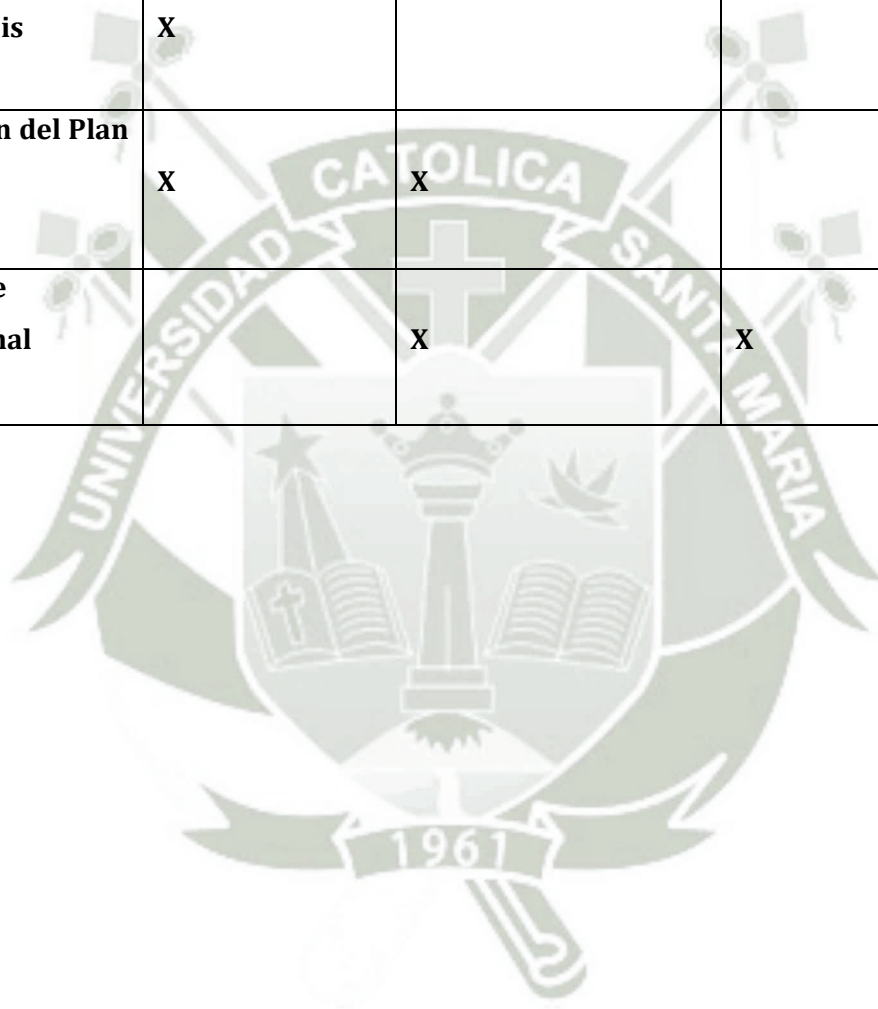 is X
n del Plan
X X
e
nal X X
UNIVERSIDAD CATOLICA SANTA MARIA
1961